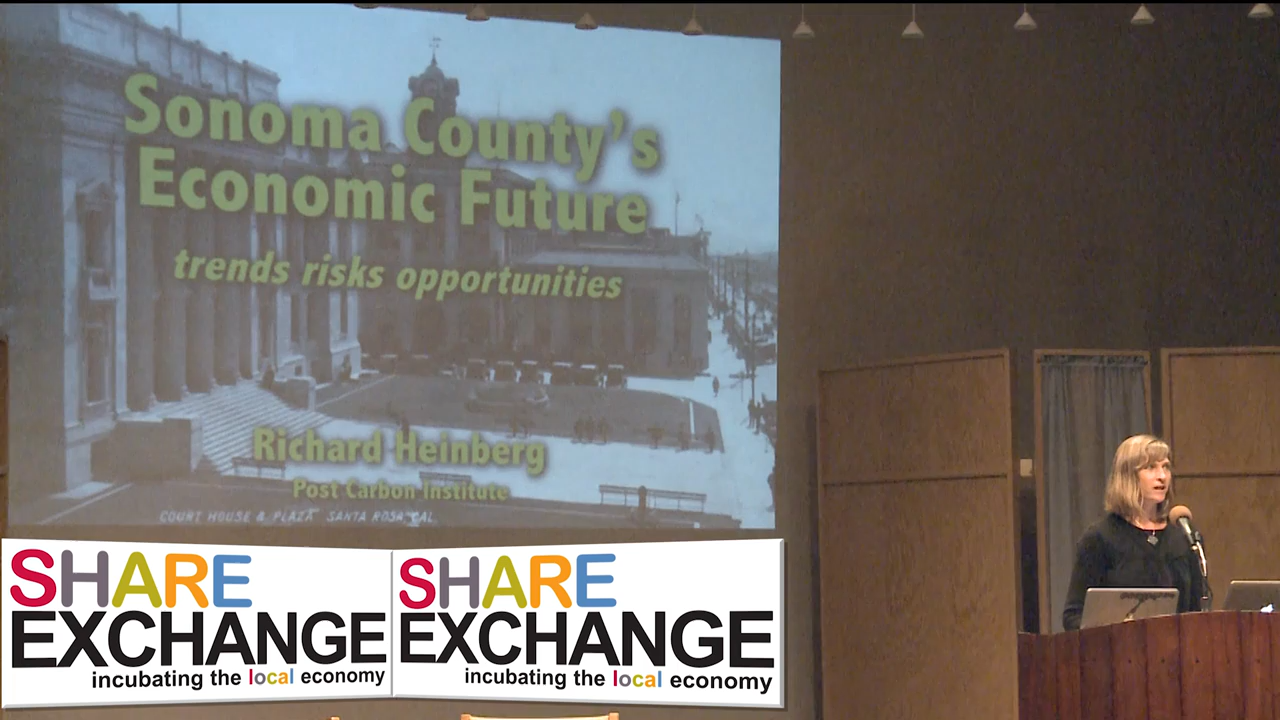 Sonoma County's
Economic Future
trends risks opportunities
Richard Heinberg
Post Carbon Institute
COURT HOUSE & PLAZA SANTA ROSA CAL.
SHARE
EXCHANGE
incubating the local economy
SHARE
EXCHANGE
incubating the local economy